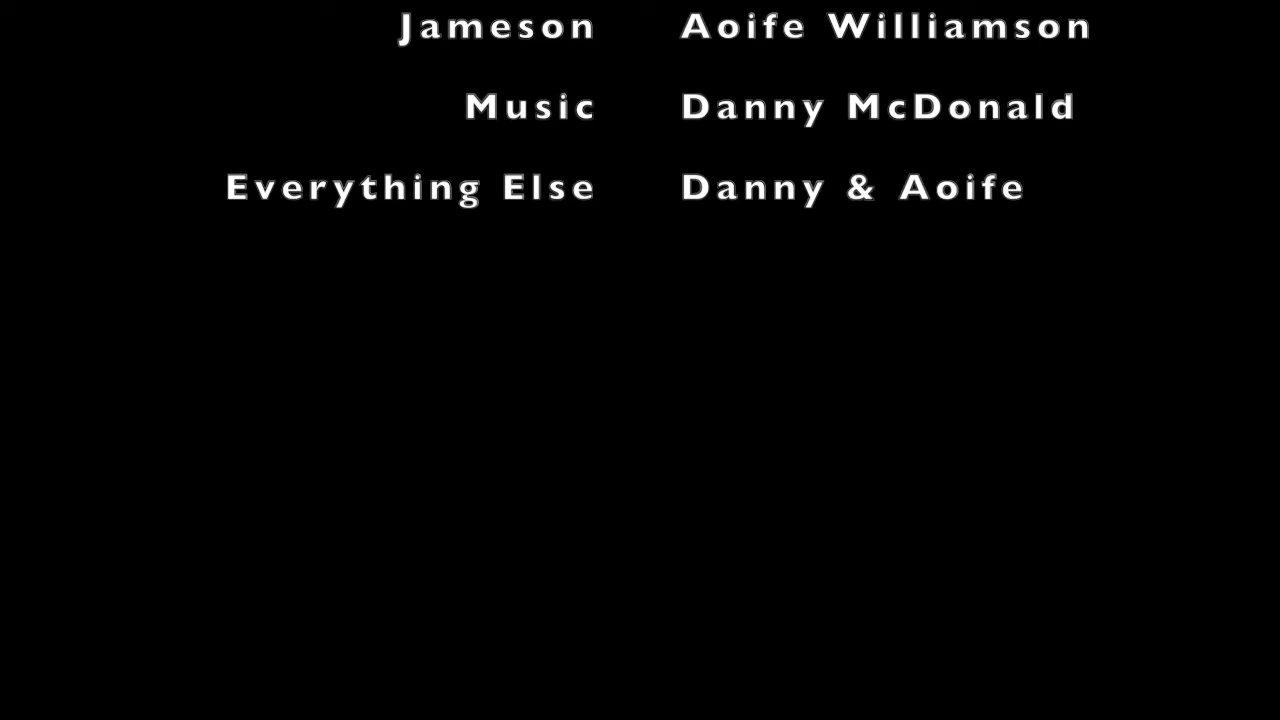 Jameson Aoife Williamson
Music Danny McDonald
Everything Else Danny & Aoife